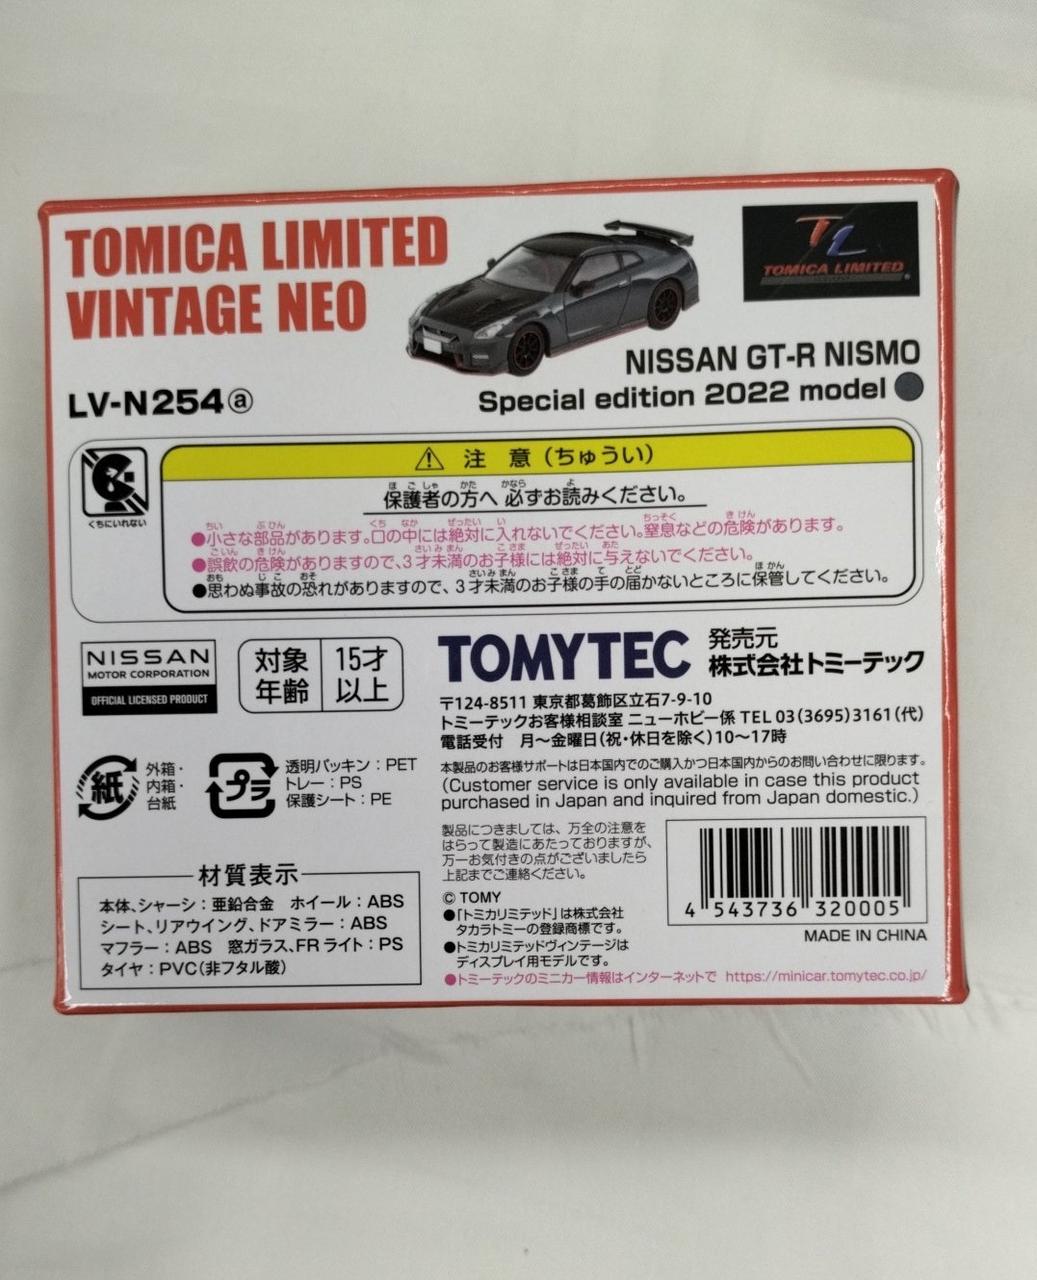 TOMICA LIMITED
VINTAGE NEO
TL
TOMICA LIMITED
NISSAN GT-R NISMO
Special edition 2022 model
LV-N254ⓐ
くちにいれない
⚠ 注 意（ちゅうい）
保護者の方へ 必ずお読みください。
●小さな部品があります。口の中には絶対に入れないでください。窒息などの危険があります。
●誤飲の危険がありますので、3才未満のお子様には絶対に与えないでください。
●思わぬ事故の恐れがありますので、3才未満のお子様の手の届かないところに保管してください。
NISSAN
MOTOR CORPORATION
OFFICIAL LICENSED PRODUCT
対象年齢 15才以上
TOMYTEC
発売元
株式会社トミーテック
〒124-8511 東京都葛飾区立石7-9-10
トミーテックお客様相談室 ニューホビー係 TEL 03(3695)3161(代)
電話受付　月～金曜日(祝・休日を除く)10～17時
本製品のお客様サポートは日本国内でのご購入かつ日本国内からのお問い合わせに限ります。
(Customer service is only available in case this product
purchased in Japan and inquired from Japan domestic.)
紙
外箱・
内箱・
台紙
プラ
透明パッキン：PET
トレー：PS
保護シート：PE
製品につきましては、万全の注意を
はらって製造にあたっておりますが、
万一お気付きの点がございましたら
上記までご連絡ください。
© TOMY
●「トミカリミテッド」は株式会社
タカラトミーの登録商標です。
●トミカリミテッドヴィンテージは
ディスプレイ用モデルです。
●トミーテックのミニカー情報はインターネットで https://minicar.tomytec.co.jp/
4 543736 320005
MADE IN CHINA
材質表示
本体、シャーシ：亜鉛合金　ホイール：ABS
シート、リアウイング、ドアミラー：ABS
マフラー：ABS　窓ガラス、FRライト：PS
タイヤ：PVC(非フタル酸)